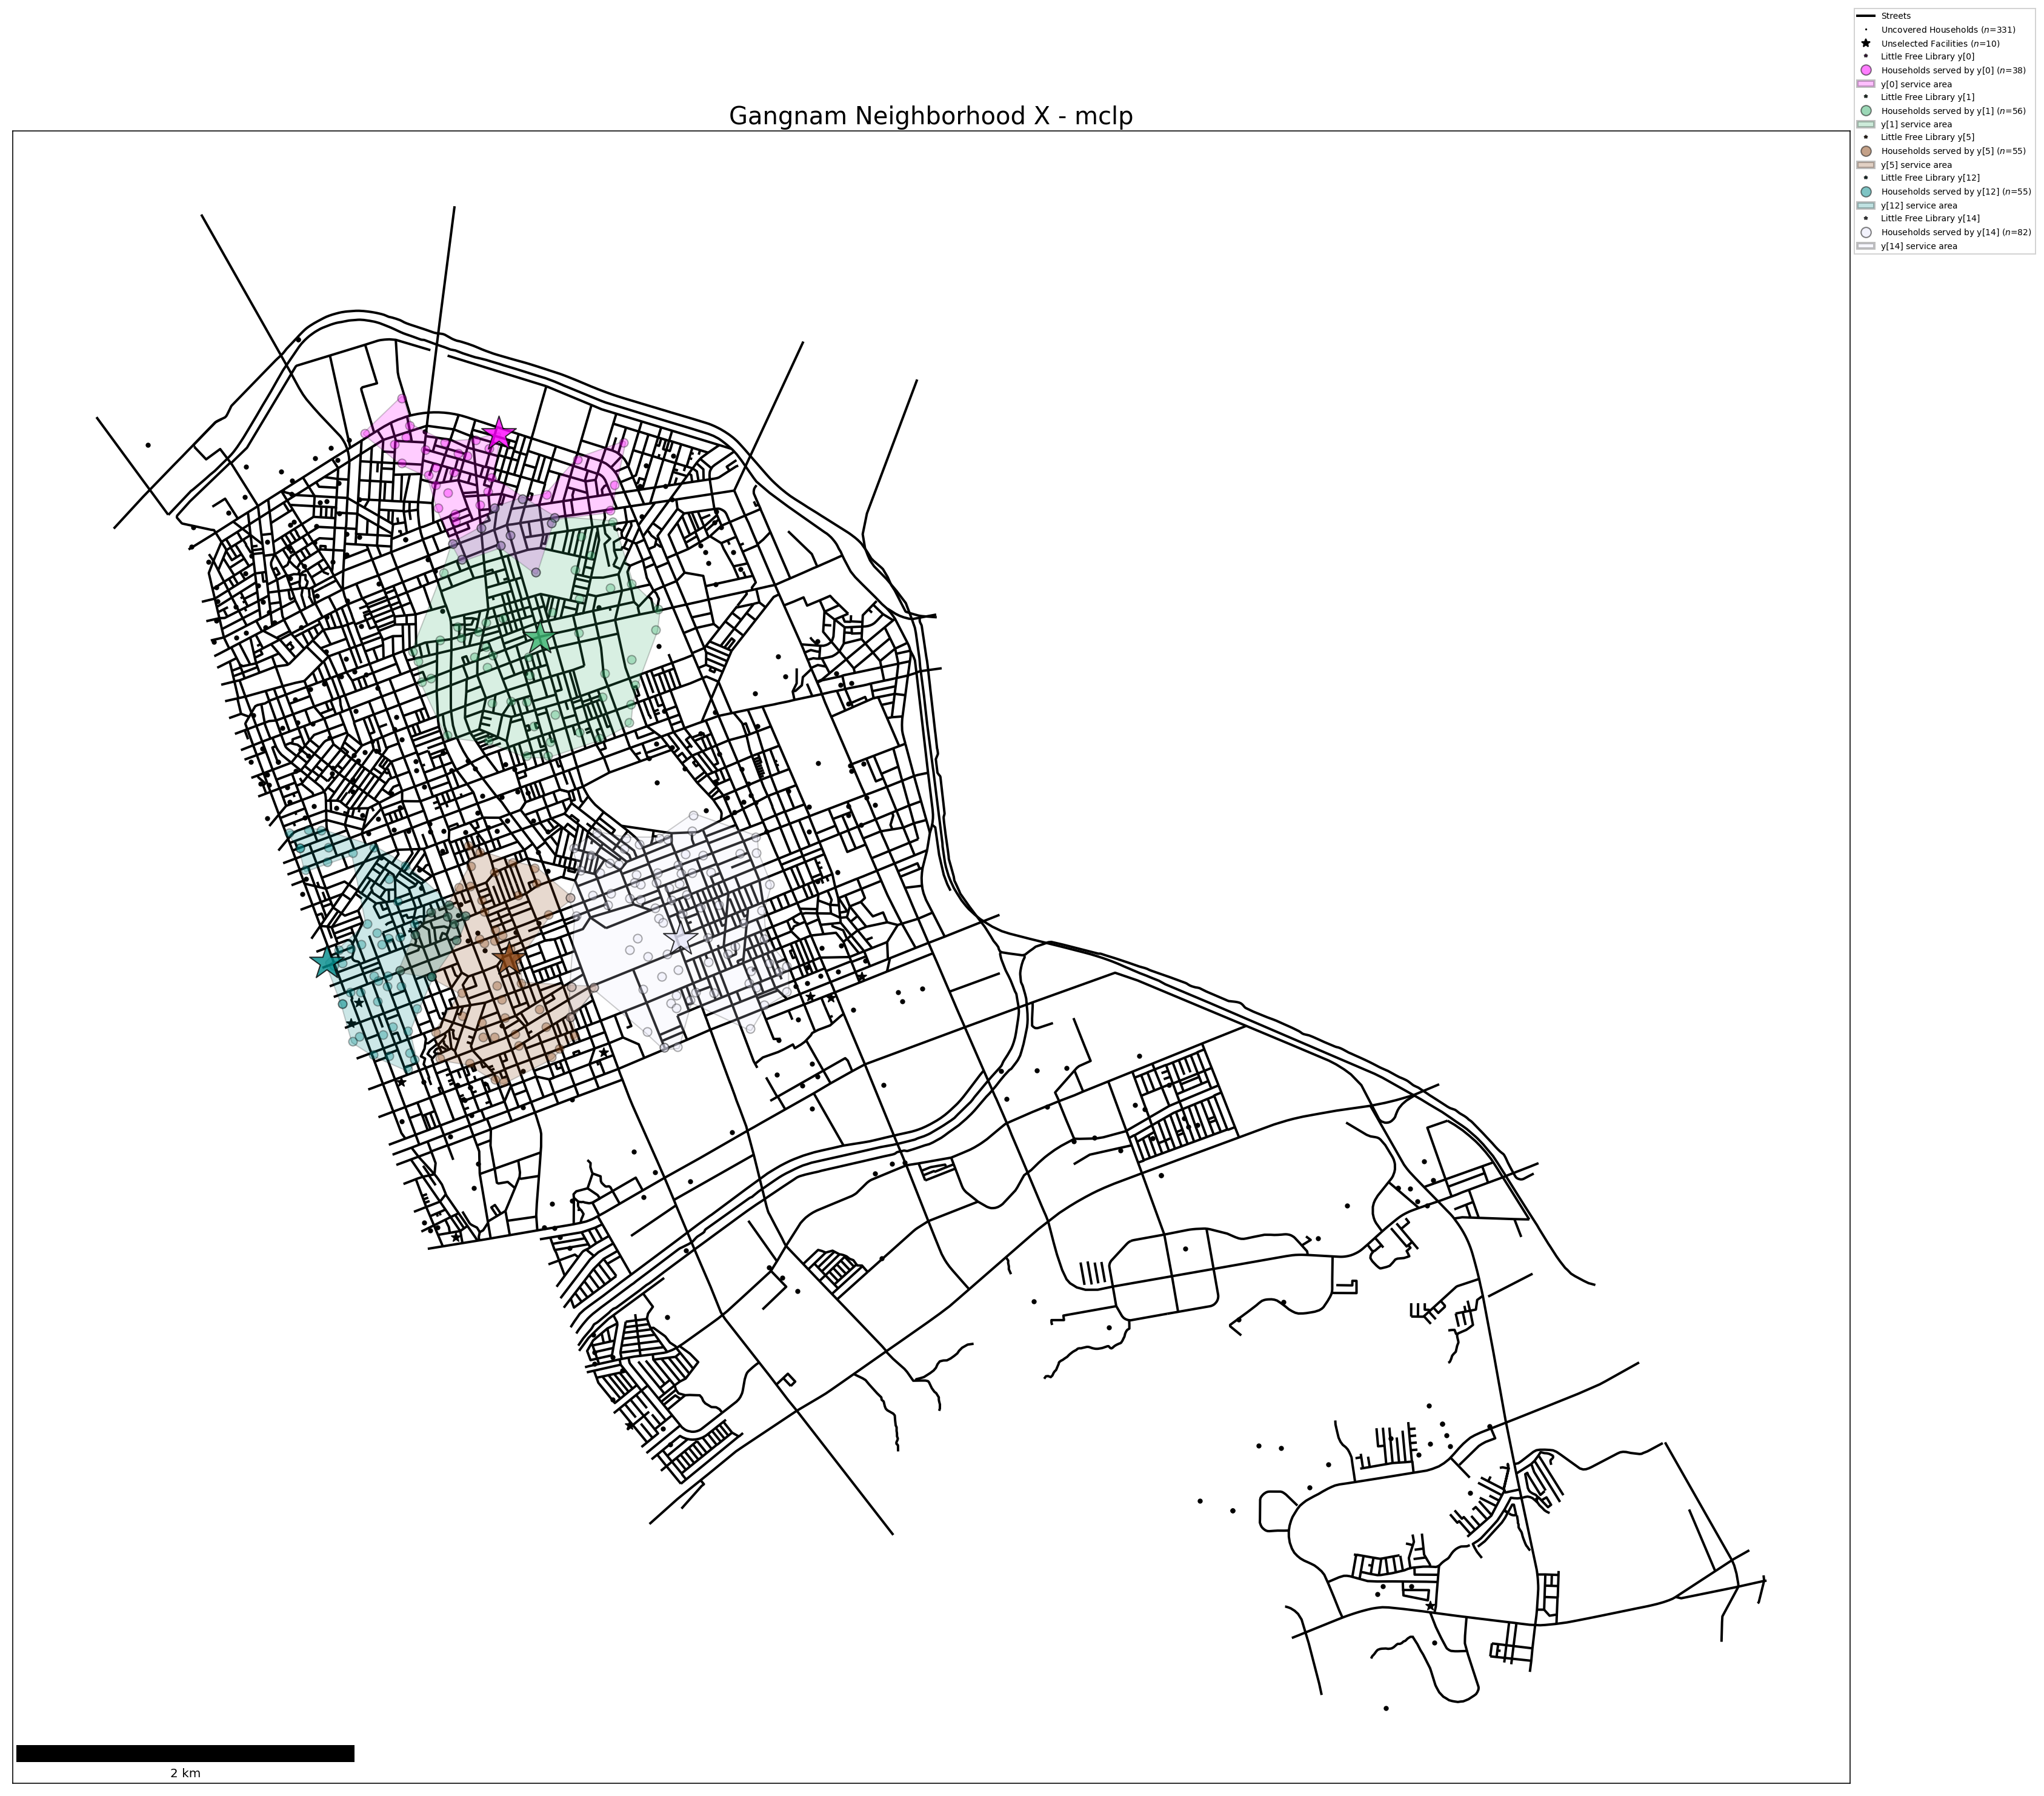 Streets
Uncovered Households (n=331)
Unselected Facilities (n=10)
Little Free Library y[0]
Households served by y[0] (n=38)
y[0] service area
Little Free Library y[1]
Households served by y[1] (n=56)
y[1] service area
Little Free Library y[5]
Households served by y[5] (n=55)
y[5] service area
Little Free Library y[12]
Households served by y[12] (n=55)
y[12] service area
Little Free Library y[14]
Households served by y[14] (n=82)
y[14] service area
Gangnam Neighborhood X - mclp
2 km